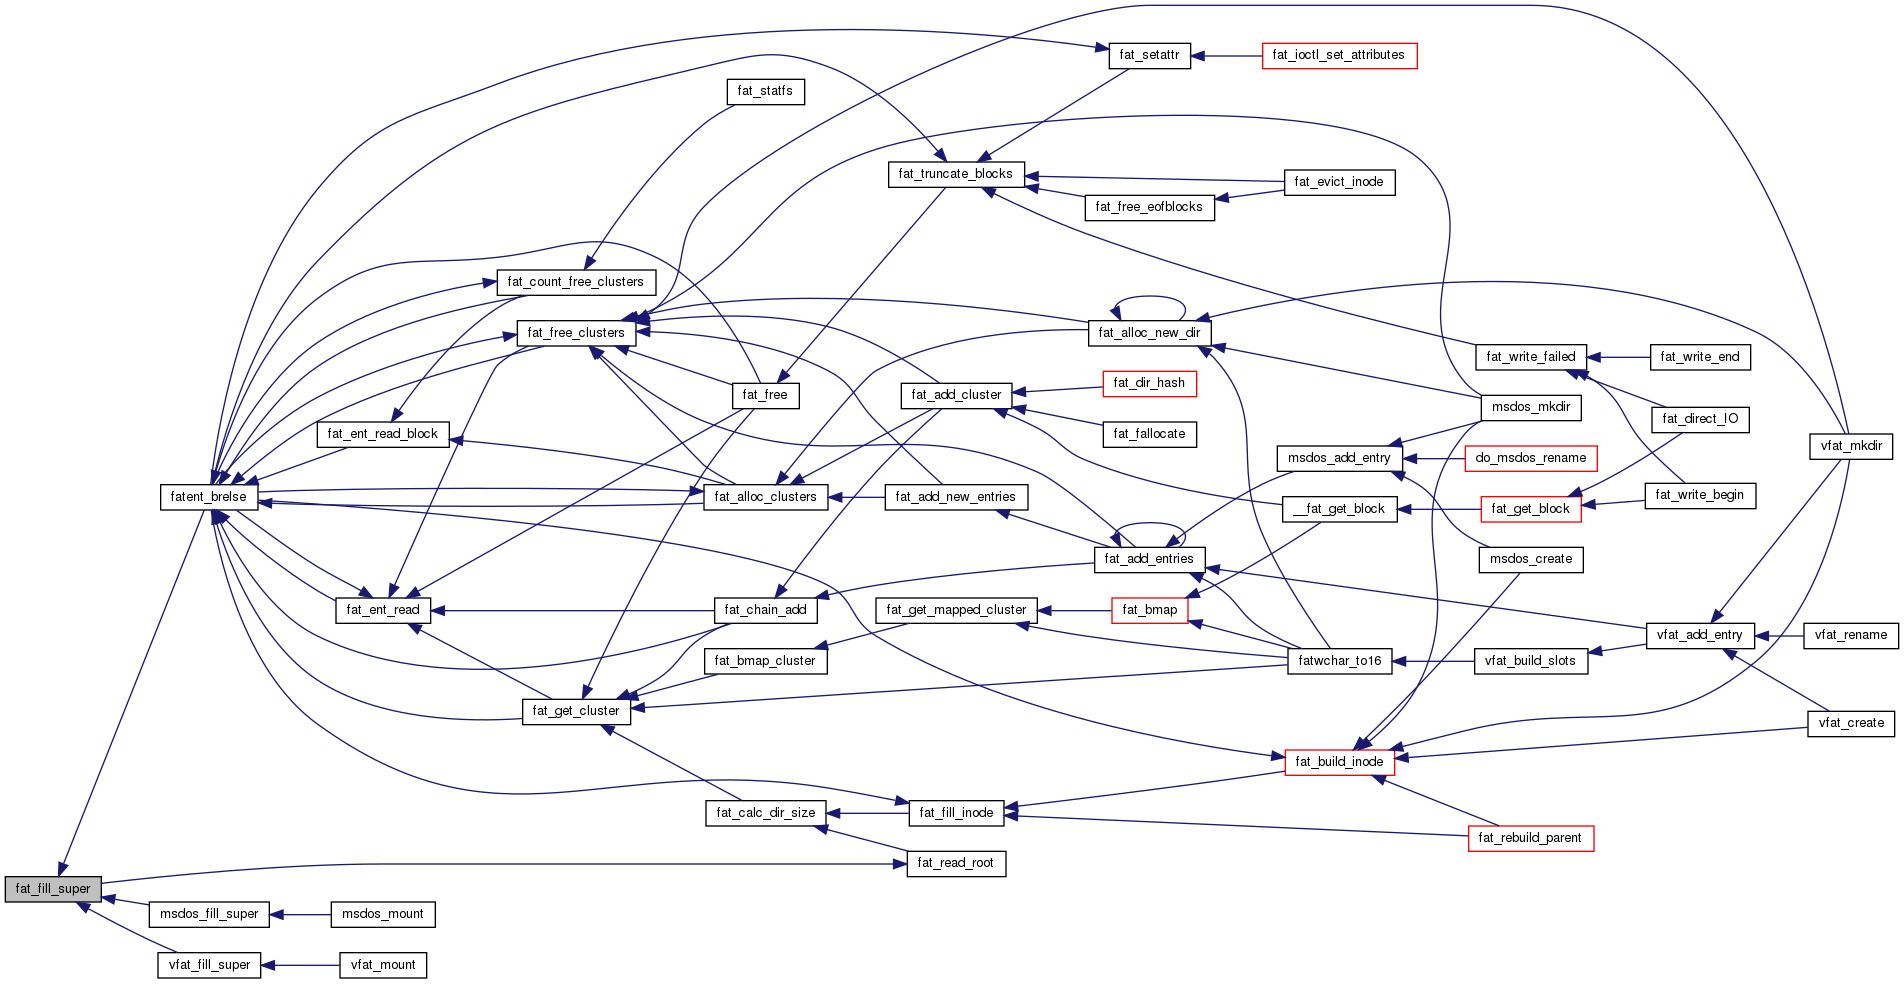 fat_setattr
fat_ioctl_set_attributes
fat_statfs
fat_truncate_blocks
fat_evict_inode
fat_free_eofblocks
fat_count_free_clusters
fat_free_clusters
fat_alloc_new_dir
fat_write_failed
fat_write_end
fat_free
fat_add_cluster
fat_dir_hash
msdos_mkdir
fat_direct_IO
fat_ent_read_block
fat_fallocate
vfat_mkdir
msdos_add_entry
do_msdos_rename
fatent_brelse
fat_alloc_clusters
fat_add_new_entries
__fat_get_block
fat_get_block
fat_write_begin
fat_add_entries
msdos_create
fat_ent_read
fat_chain_add
fat_get_mapped_cluster
fat_bmap
vfat_add_entry
vfat_rename
fat_bmap_cluster
fatwchar_to16
vfat_build_slots
fat_get_cluster
vfat_create
fat_build_inode
fat_calc_dir_size
fat_fill_inode
fat_rebuild_parent
fat_read_root
fat_fill_super
msdos_fill_super
msdos_mount
vfat_fill_super
vfat_mount